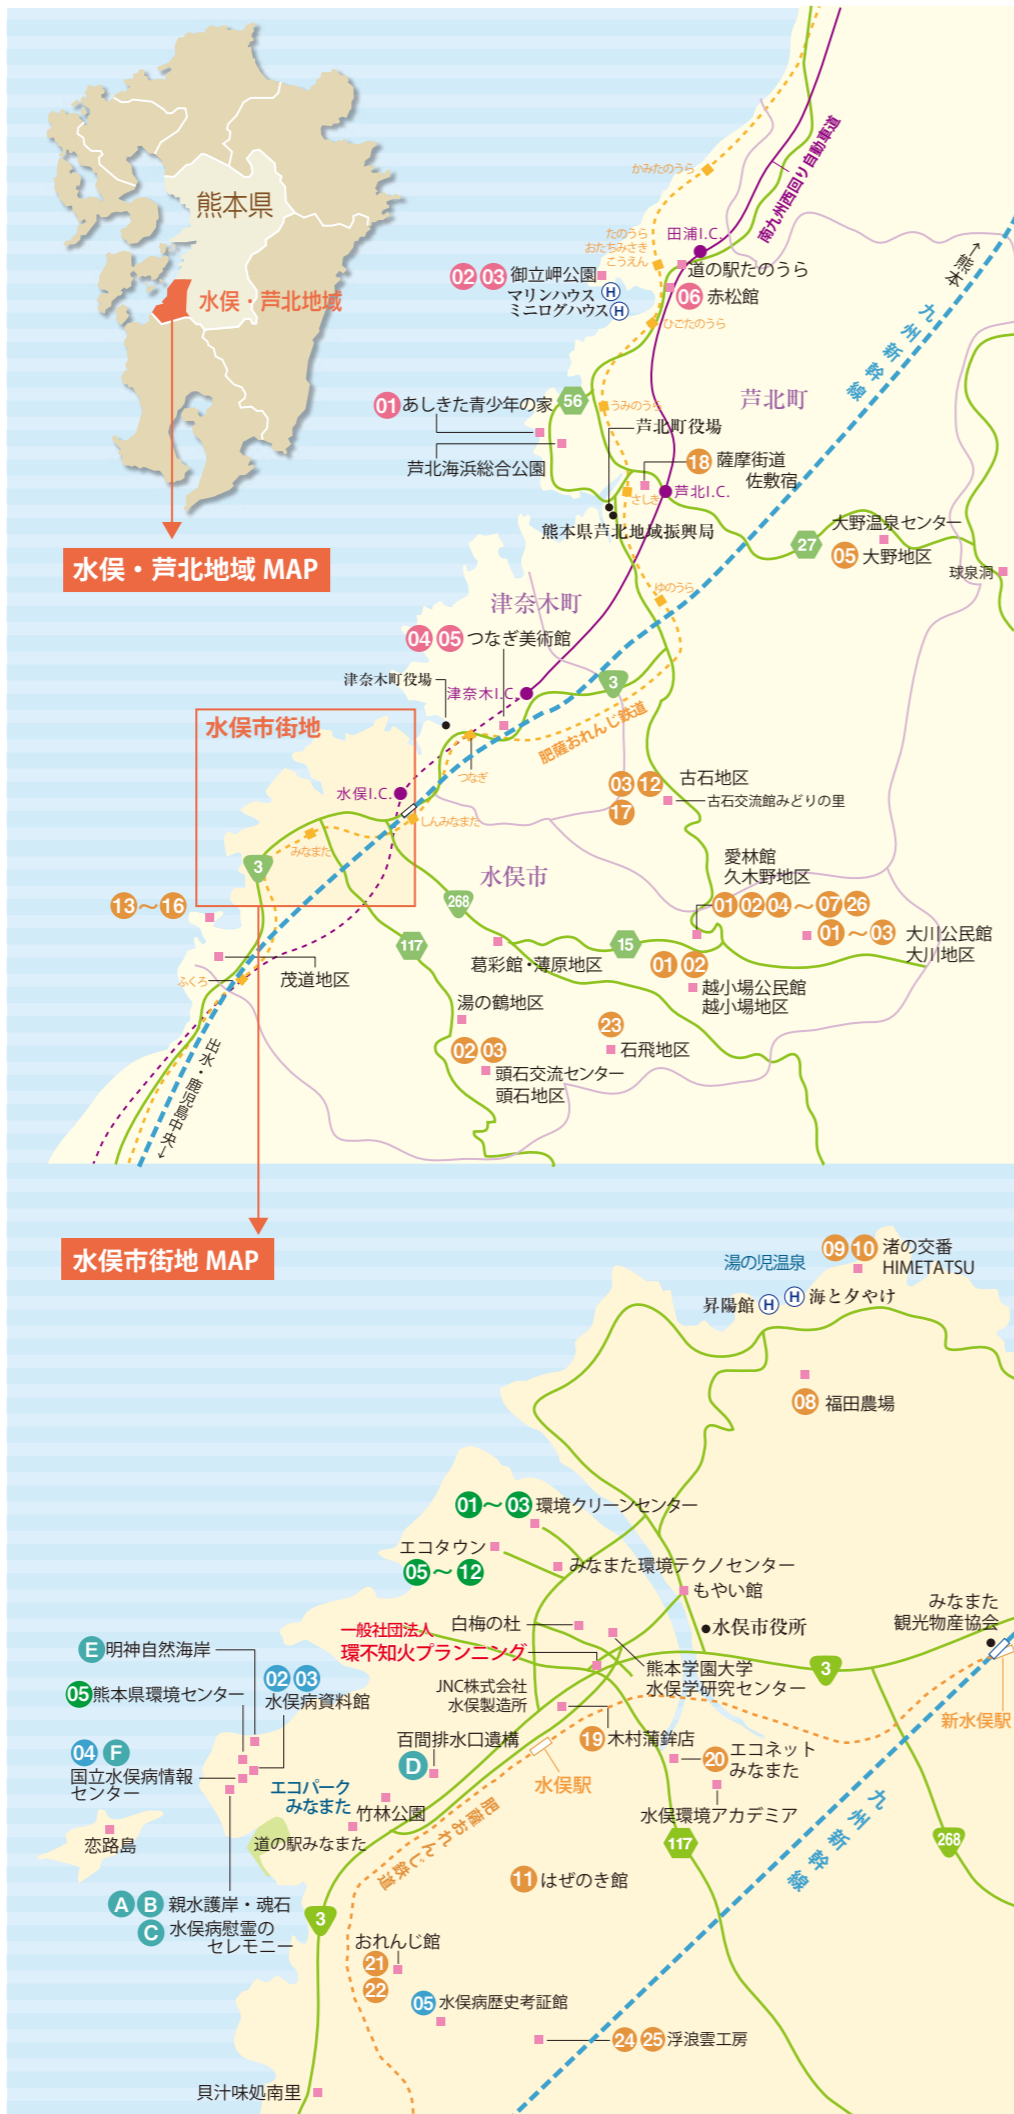 熊本県
水俣・芦北地域
水俣・芦北地域 MAP
かみたのうら
南九州西回り自動車道
たのうら
おたちみさき
こうえん
田浦I.C.
道の駅たのうら
02 03 御立岬公園
マリンハウス H
ミニログハウス H
06 赤松館
ひごたのうら
←熊本
九州新幹線
芦北町
01 あしきた青少年の家
56
うみのうら
芦北町役場
芦北海浜総合公園
18 薩摩街道
佐敷宿
さしき
芦北I.C.
熊本県芦北地域振興局
27
大野温泉センター
05 大野地区
球泉洞
ゆのうら
津奈木町
04 05 つなぎ美術館
津奈木町役場
津奈木I.C.
3
肥薩おれんじ鉄道
つなぎ
水俣市街地
水俣I.C.
しんみなまた
みなまた
3
03 12
17
古石地区
古石交流館みどりの里
水俣市
268
愛林館
久木野地区
01 02 04～07 26
01～03 大川公民館
大川地区
13～16
117
葛彩館・薄原地区
15
01 02
越小場公民館
越小場地区
茂道地区
ふくろ
湯の鶴地区
23
石飛地区
02 03
頭石交流センター
頭石地区
出水・鹿児島中央→
水俣市街地 MAP
09 10 渚の交番
HIMETATSU
湯の児温泉
昇陽館 H
H 海と夕やけ
08 福田農場
01～03 環境クリーンセンター
エコタウン
05～12
みなまた環境テクノセンター
もやい館
白梅の杜
水俣市役所
みなまた
観光物産協会
一般社団法人
環不知火プランニング
熊本学園大学
水俣学研究センター
3
新水俣駅
E 明神自然海岸
05 熊本県環境センター
02 03
水俣病資料館
JNC株式会社
水俣製造所
19 木村蒲鉾店
百間排水口遺構
D
水俣駅
20 エコネット
みなまた
04 F
国立水俣病情報
センター
エコパーク
みなまた
竹林公園
水俣環境アカデミア
恋路島
道の駅みなまた
肥薩おれんじ鉄道
117
九州新幹線
268
11 はぜのき館
A B 親水護岸・魂石
C 水俣病慰霊の
セレモニー
3
おれんじ館
21
22
05 水俣病歴史考証館
24 25 浮浪雲工房
貝汁味処南里